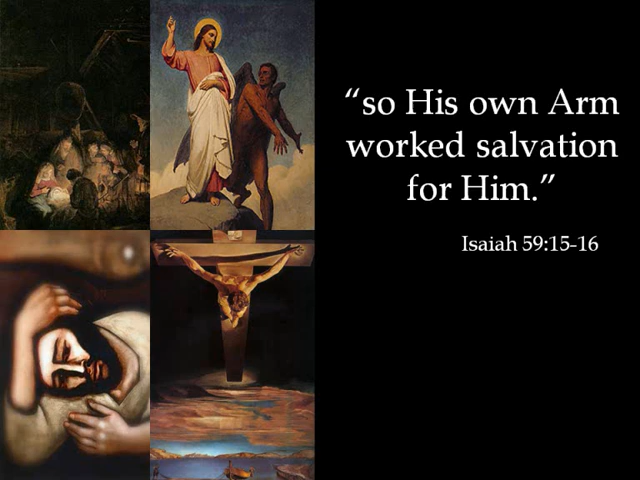 “so His own Arm
worked salvation
for Him.”
Isaiah 59:15-16